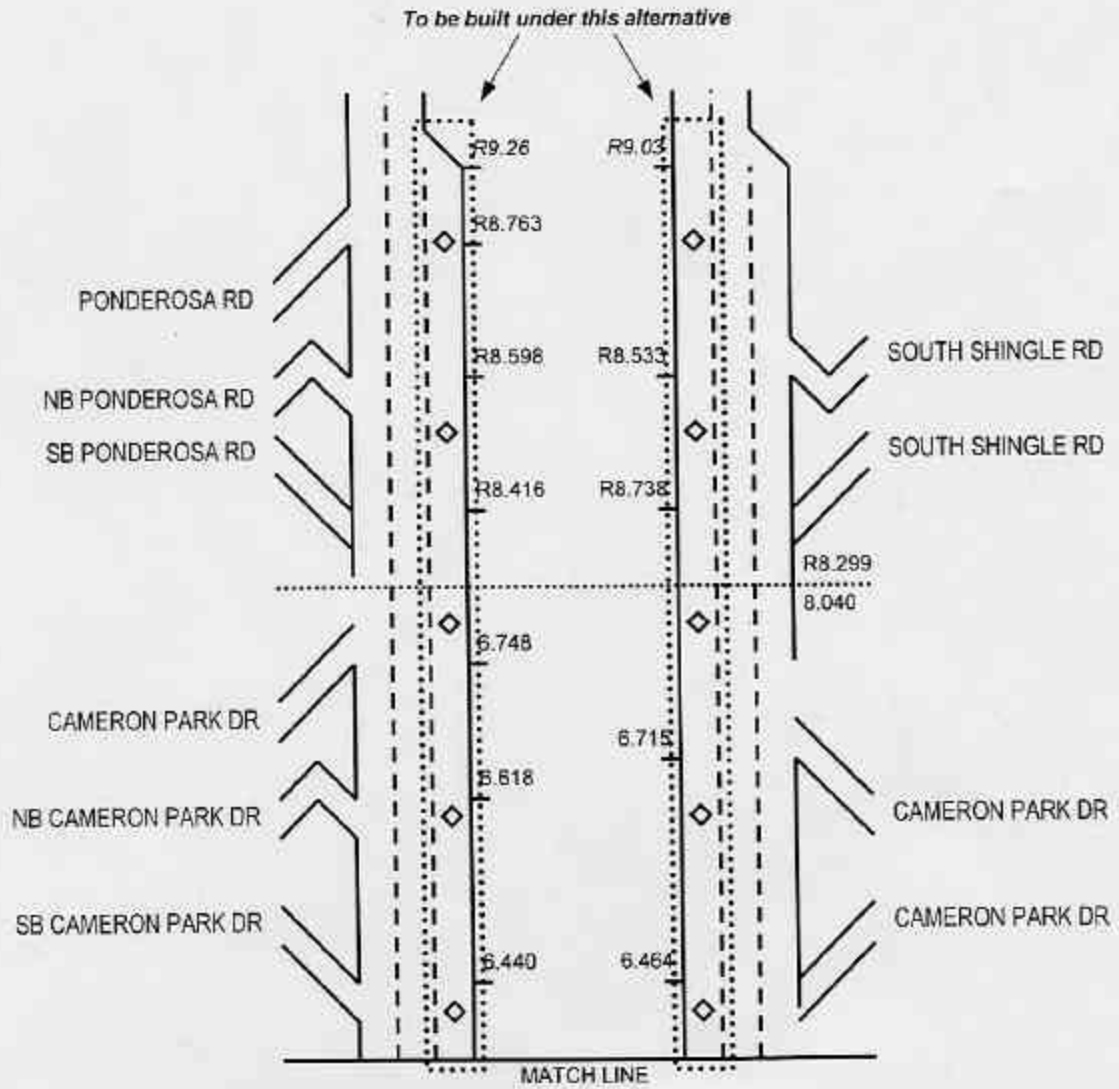 To be built under this alternative
R9.26
R9.03
R8.763
PONDEROSA RD
R8.598
R8.533
SOUTH SHINGLE RD
NB PONDEROSA RD
SB PONDEROSA RD
SOUTH SHINGLE RD
R8.416
R8.738
R8.299
8.040
6.748
CAMERON PARK DR
6.715
6.618
NB CAMERON PARK DR
CAMERON PARK DR
SB CAMERON PARK DR
CAMERON PARK DR
6.440
6.464
MATCH LINE